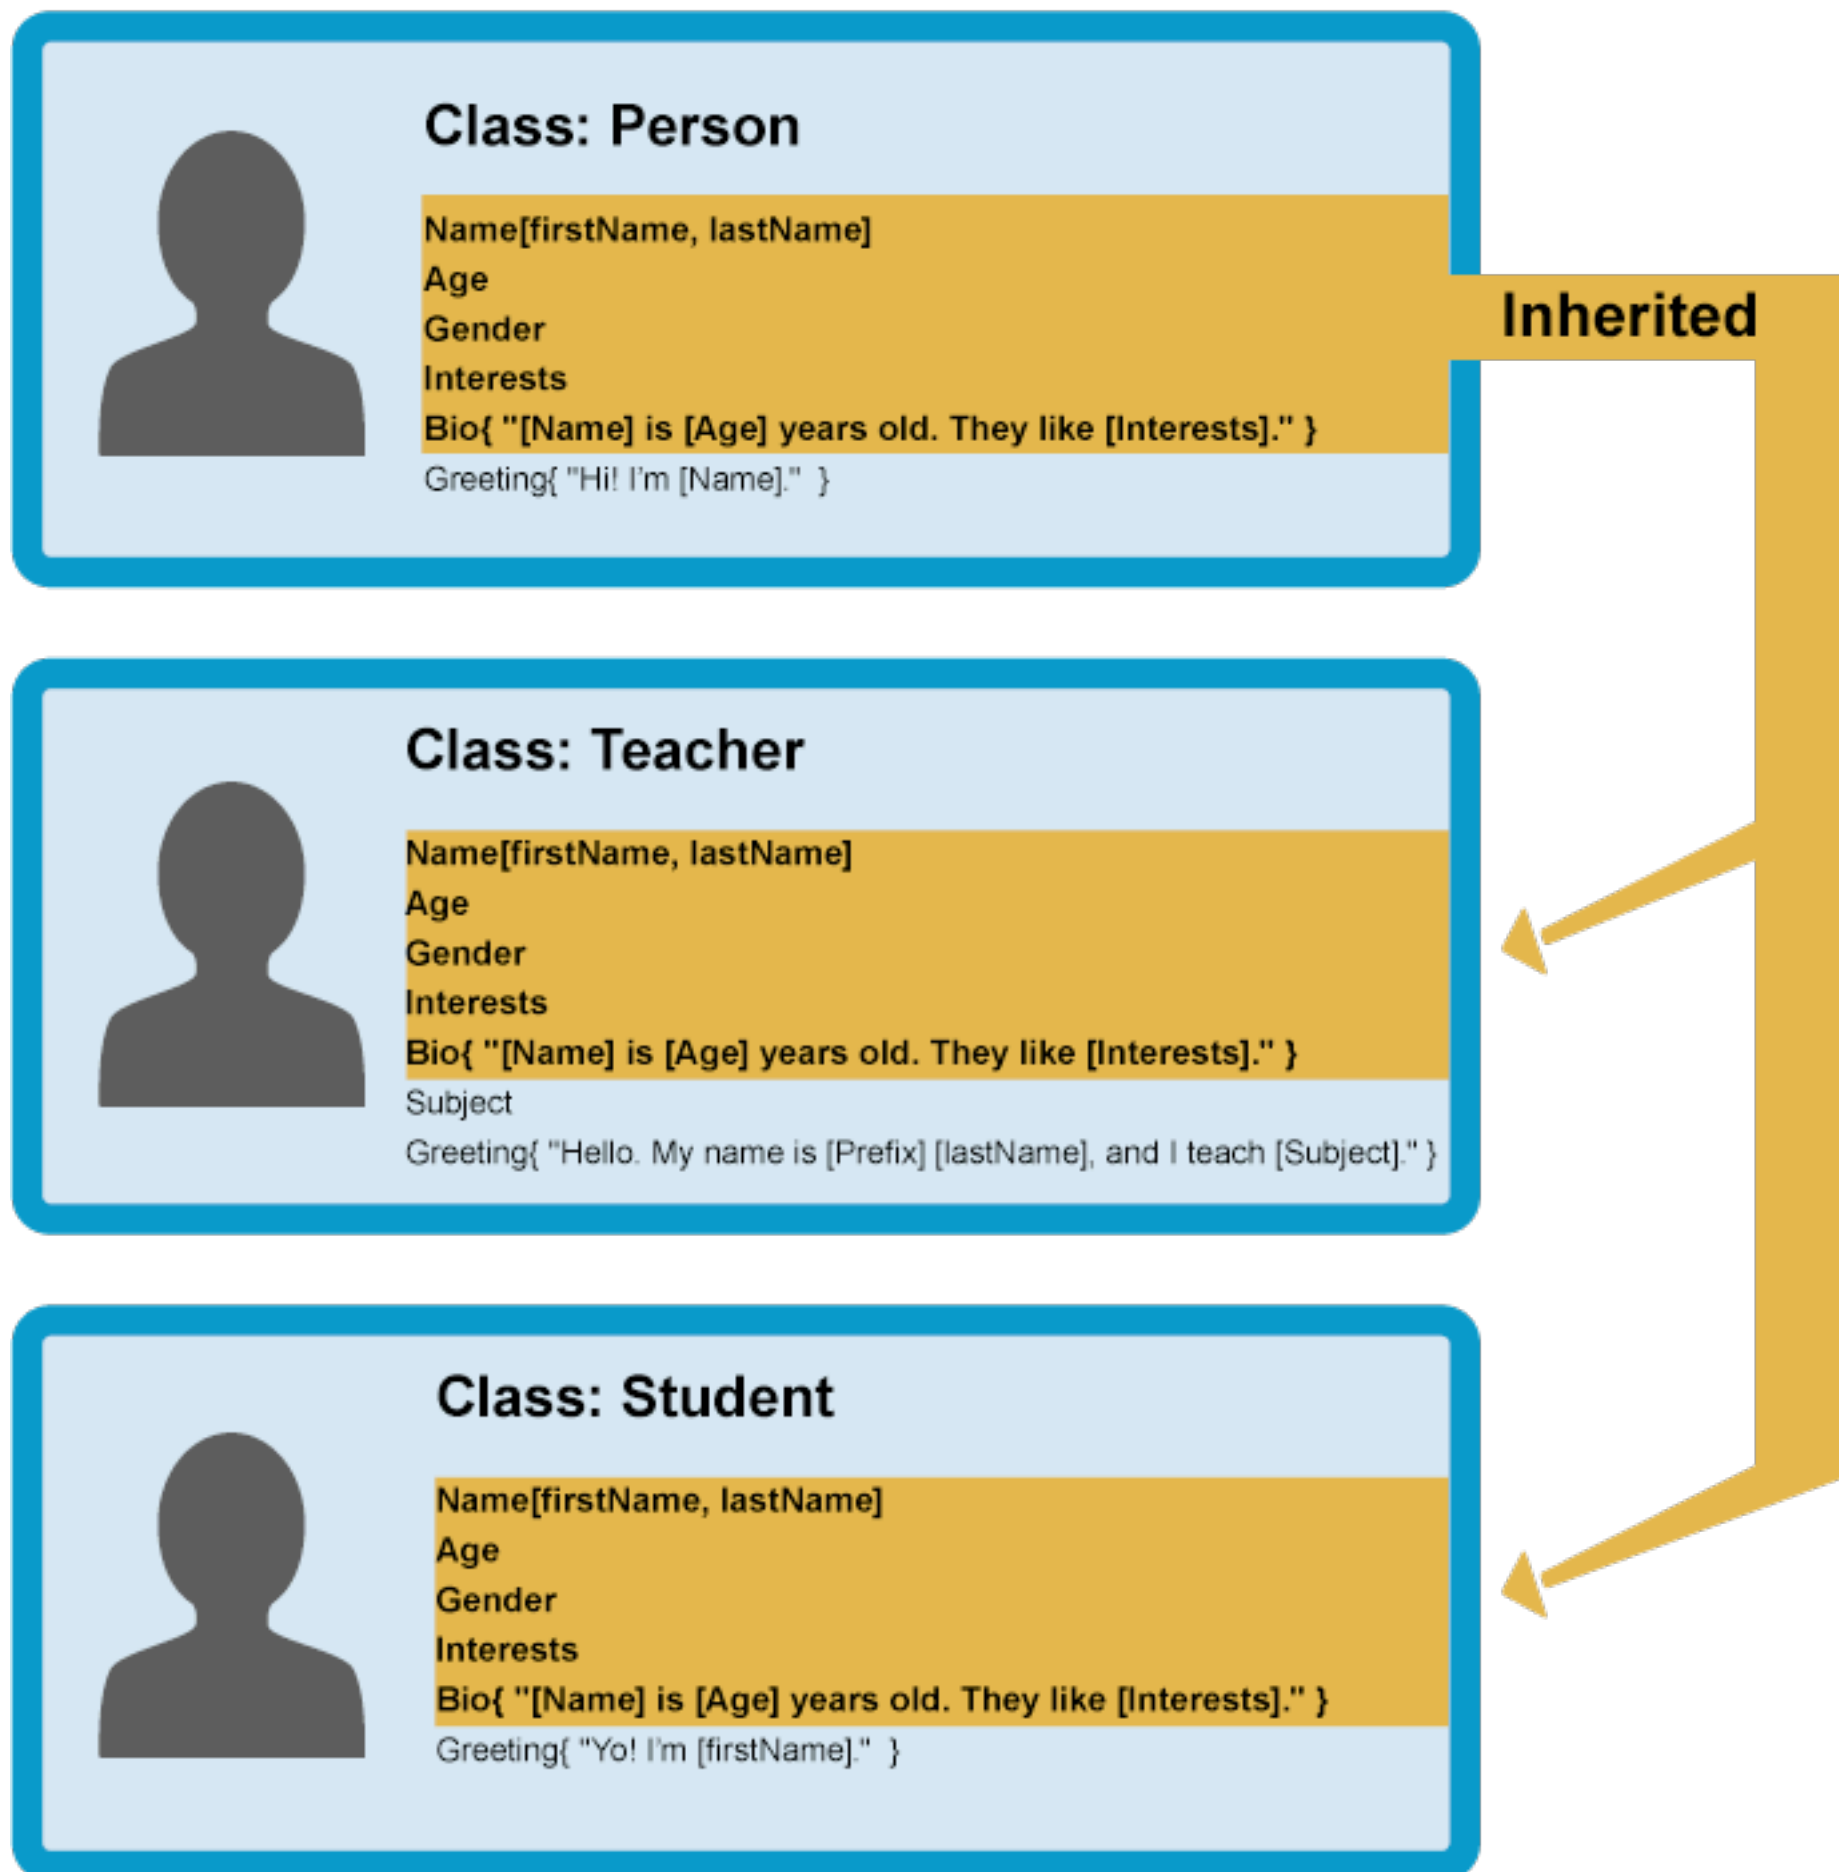 Class: Person
Name[firstName, lastName]
Age
Gender
Interests
Bio{ "[Name] is [Age] years old. They like [Interests]." }
Greeting{ "Hi! I'm [Name]."  }
Inherited
Class: Teacher
Name[firstName, lastName]
Age
Gender
Interests
Bio{ "[Name] is [Age] years old. They like [Interests]." }
Subject
Greeting{ "Hello. My name is [Prefix] [lastName], and I teach [Subject]." }
Class: Student
Name[firstName, lastName]
Age
Gender
Interests
Bio{ "[Name] is [Age] years old. They like [Interests]." }
Greeting{ "Yo! I'm [firstName]."  }